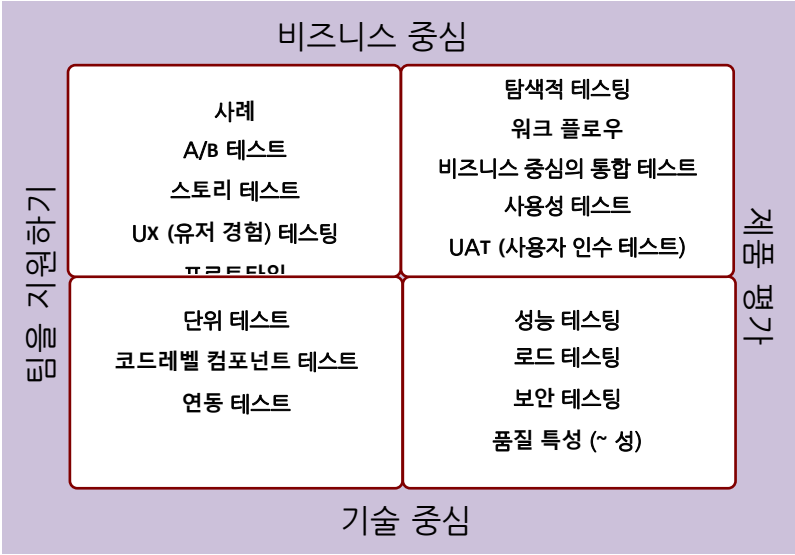 비즈니스 중심
팀을 지원하기
사례
A/B 테스트
스토리 테스트
UX (유저 경험) 테스팅
탐색적 테스팅
워크 플로우
비즈니스 중심의 통합 테스트
사용성 테스트
UAT (사용자 인수 테스트)
제품 평가
단위 테스트
코드레벨 컴포넌트 테스트
연동 테스트
성능 테스팅
로드 테스팅
보안 테스팅
품질 특성 (~ 성)
기술 중심